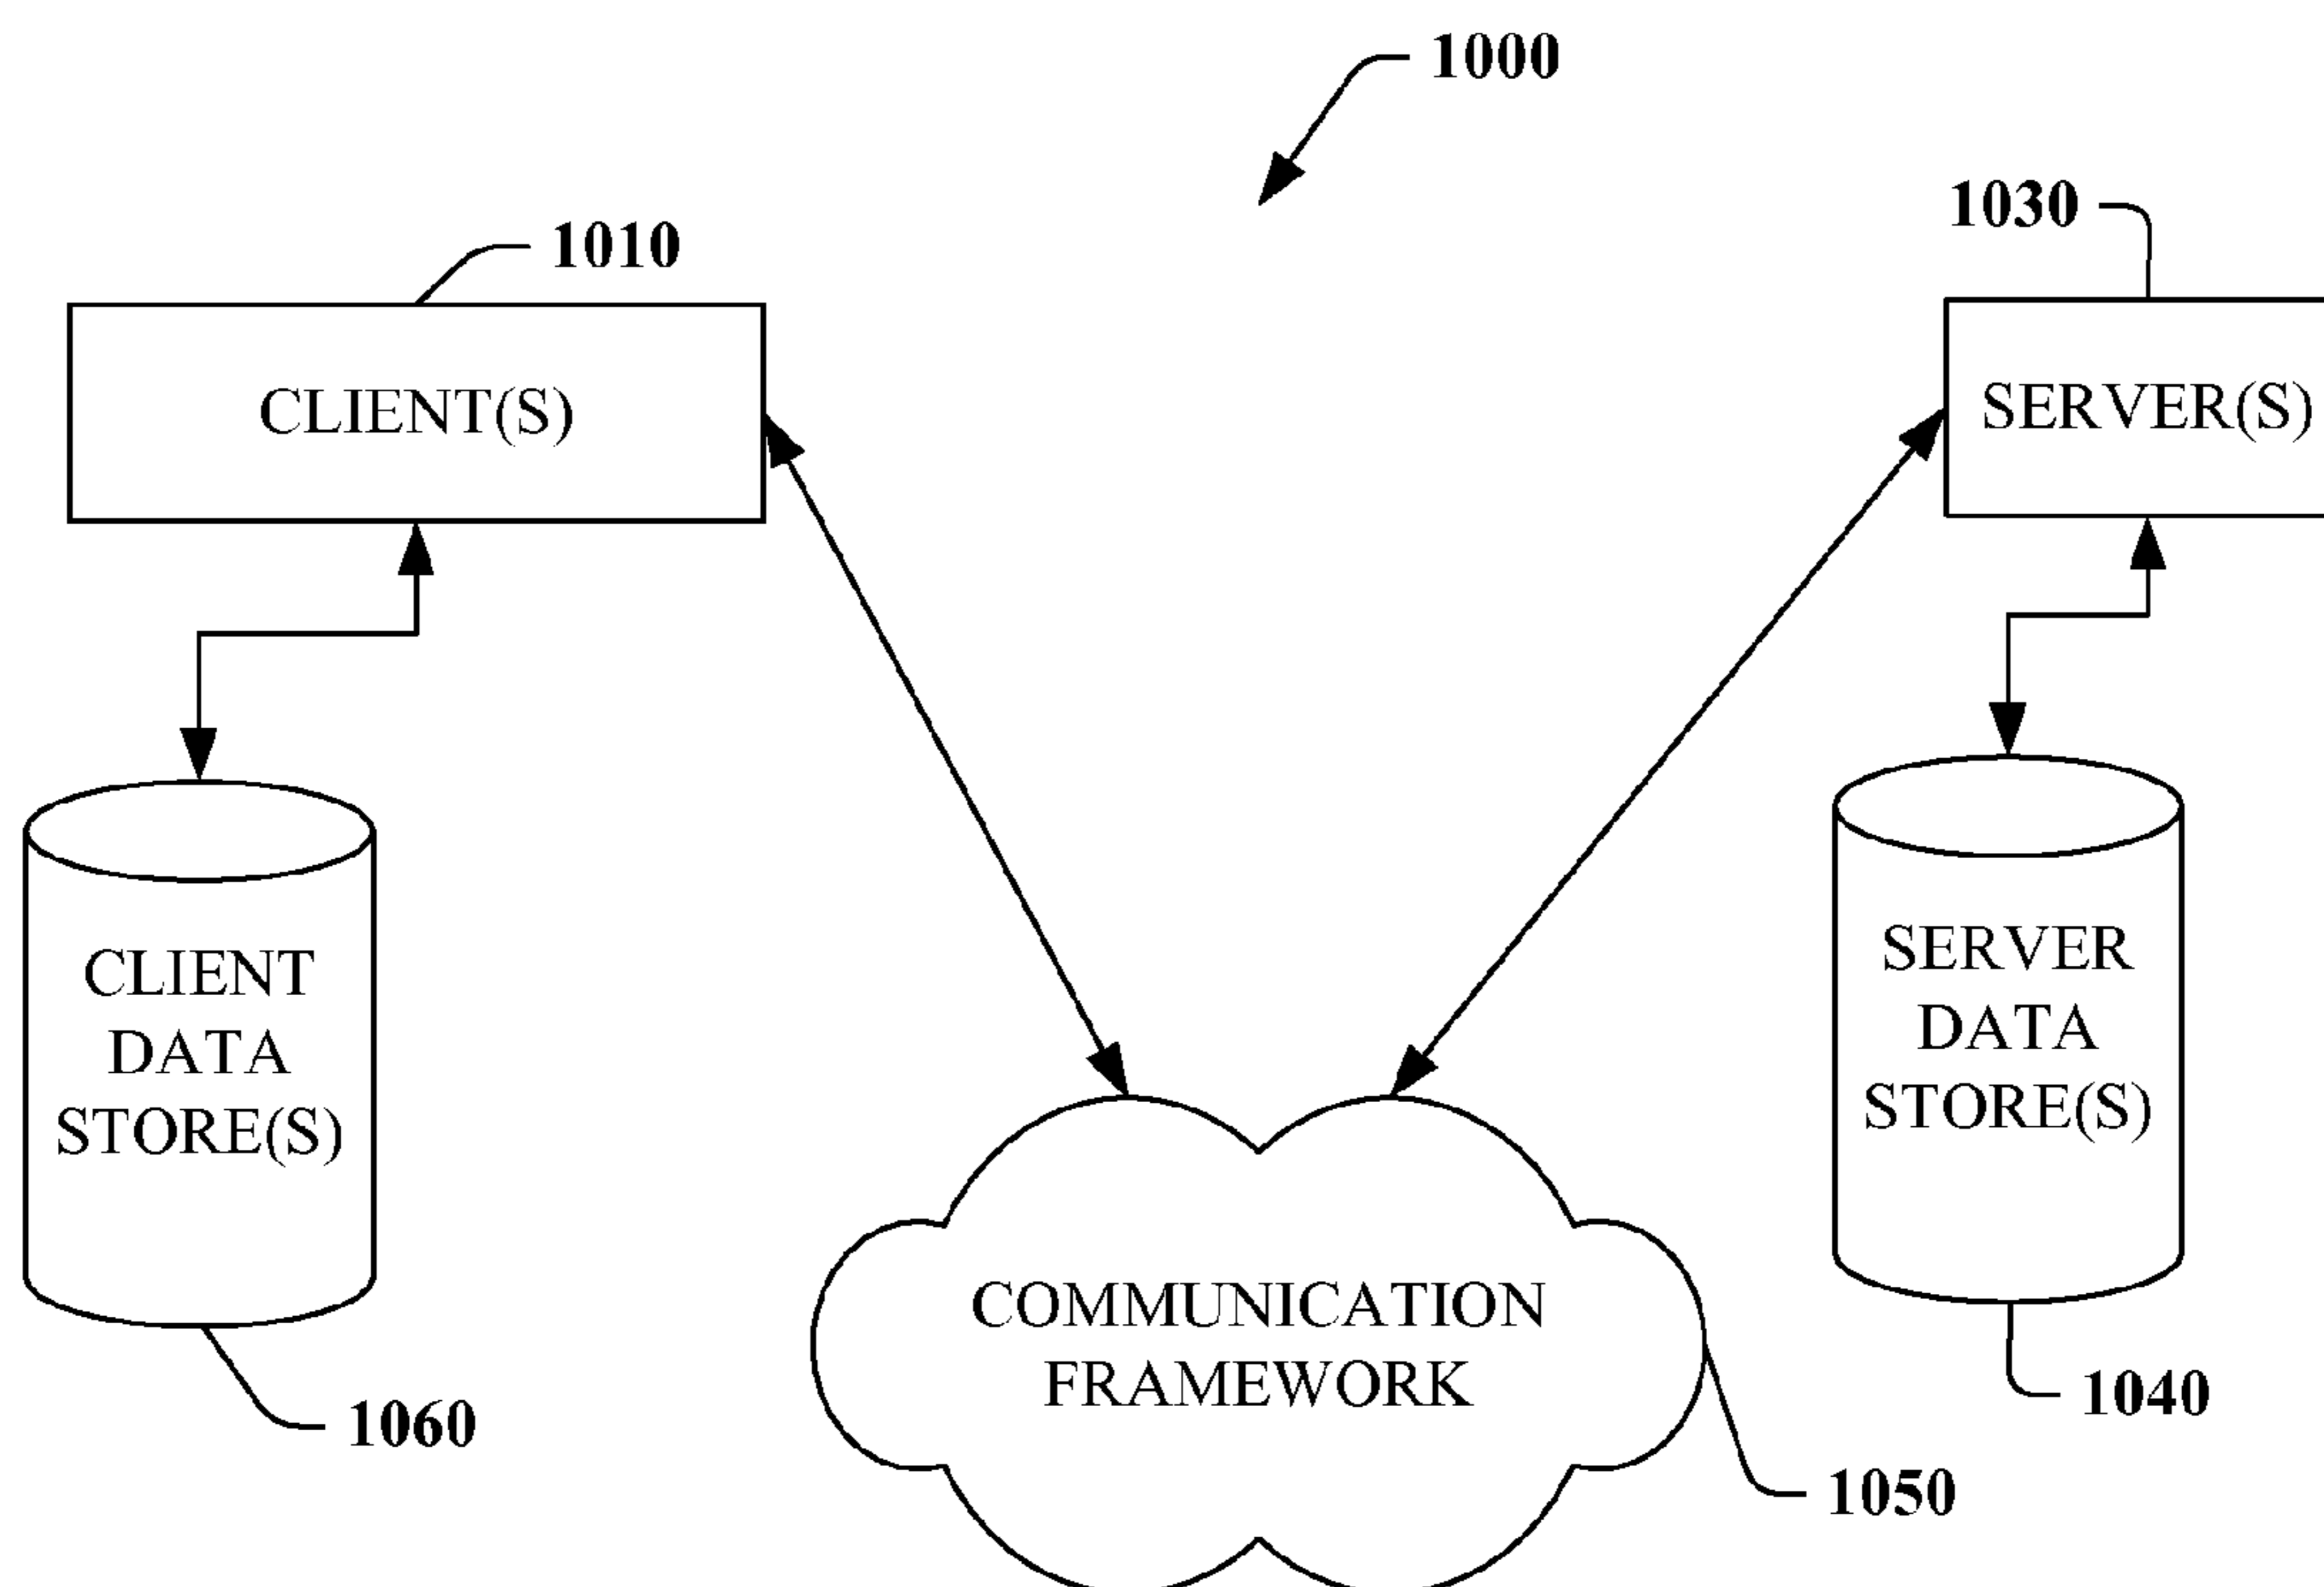 1000
1030
1010
CLIENT(S)
SERVER(S)
CLIENT
DATA
STORE(S)
SERVER
DATA
STORE(S)
COMMUNICATION
FRAMEWORK
1060
1040
1050